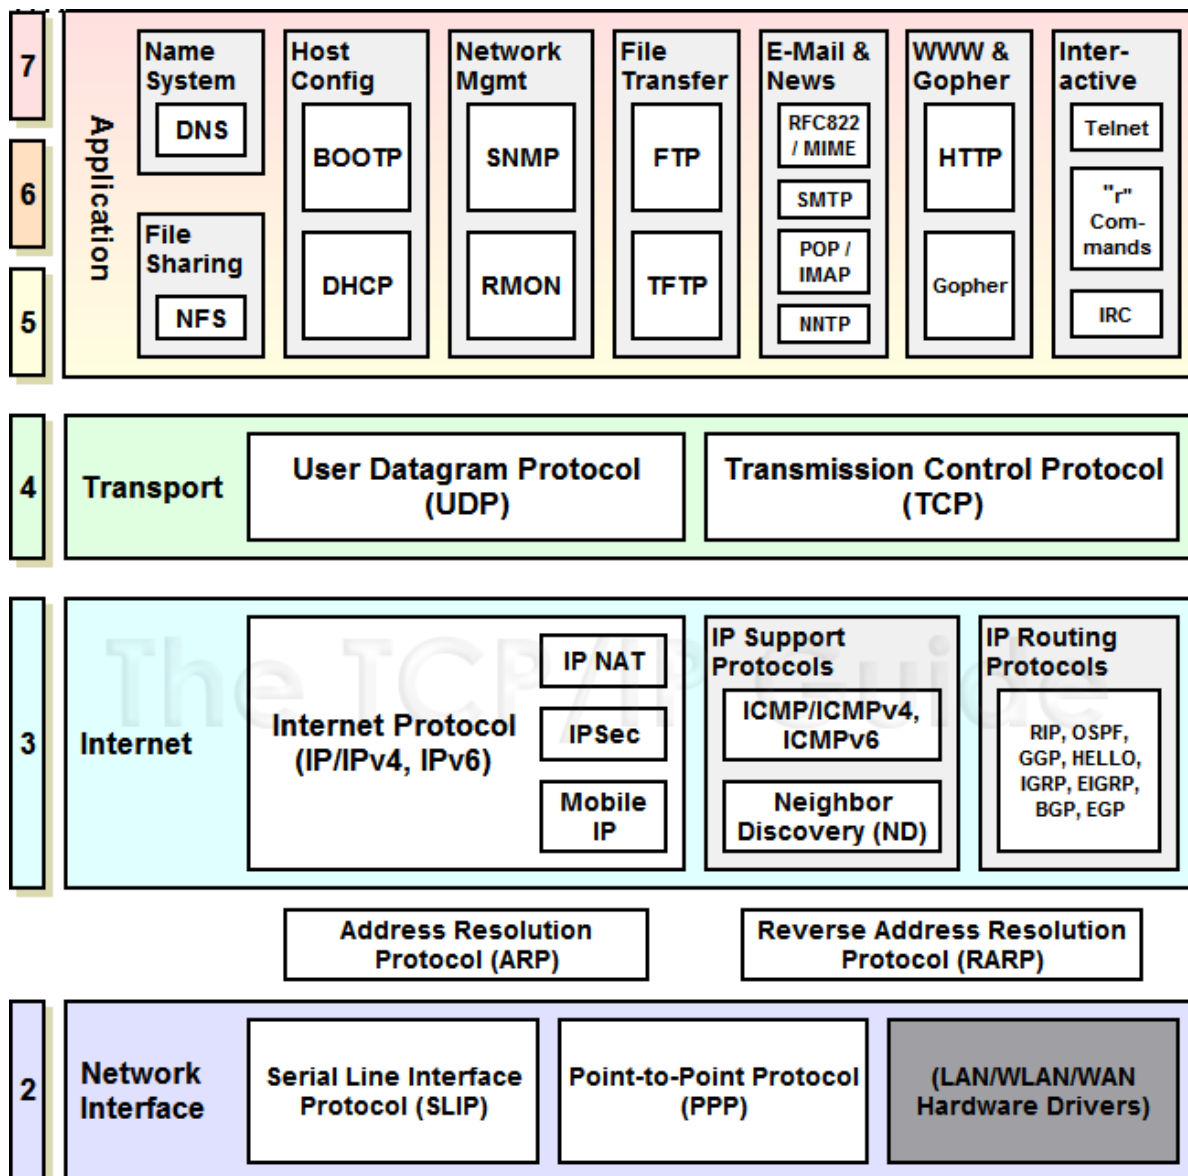 7
6
5
Application
Name
System
DNS
File
Sharing
NFS
Host
Config
BOOTP
DHCP
Network
Mgmt
SNMP
RMON
File
Transfer
FTP
TFTP
E-Mail &
News
RFC822
/ MIME
SMTP
POP /
IMAP
NNTP
WWW &
Gopher
HTTP
Gopher
Inter-
active
Telnet
"r"
Com-
mands
IRC
4
Transport
User Datagram Protocol
(UDP)
Transmission Control Protocol
(TCP)
The TCP/IP Guide
3
Internet
Internet Protocol
(IP/IPv4, IPv6)
IP NAT
IPSec
Mobile
IP
IP Support
Protocols
ICMP/ICMPv4,
ICMPv6
Neighbor
Discovery (ND)
IP Routing
Protocols
RIP, OSPF,
GGP, HELLO,
IGRP, EIGRP,
BGP, EGP
Address Resolution
Protocol (ARP)
Reverse Address Resolution
Protocol (RARP)
2
Network
Interface
Serial Line Interface
Protocol (SLIP)
Point-to-Point Protocol
(PPP)
(LAN/WLAN/WAN
Hardware Drivers)